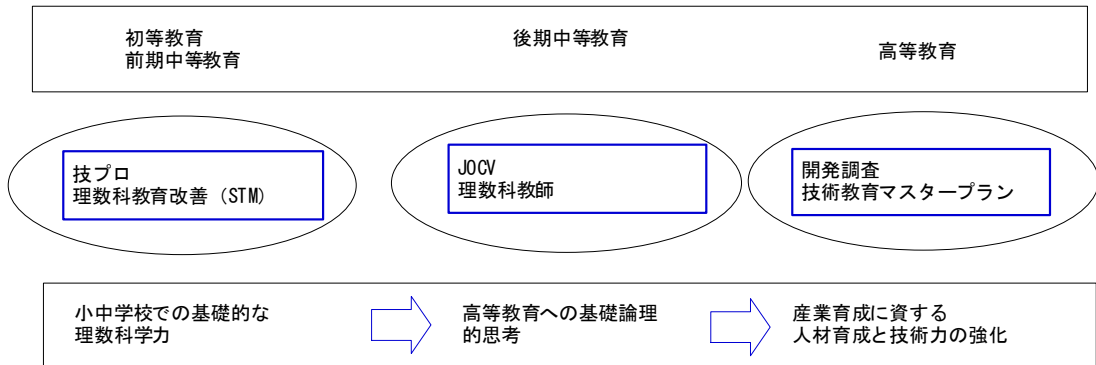 初等教育
前期中等教育
後期中等教育
高等教育
技プロ
理数科教育改善（STM）
JOCV
理数科教師
開発調査
技術教育マスタープラン
小中学校での基礎的な
理数科学力
高等教育への基礎論理
的思考
産業育成に資する
人材育成と技術力の強化